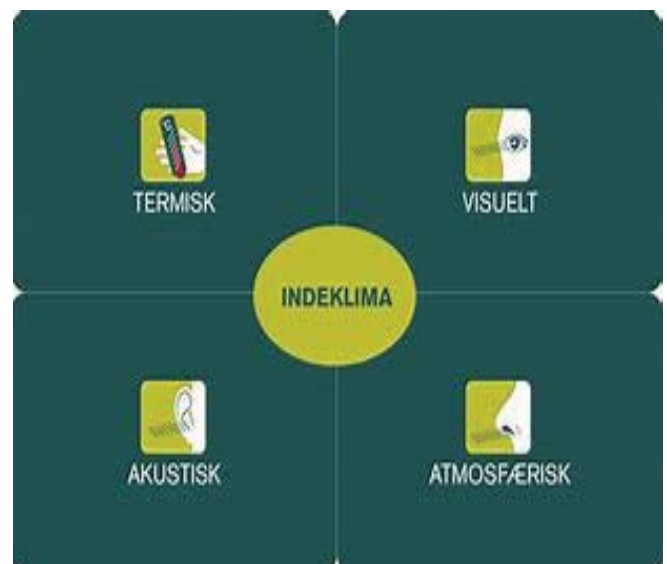 TERMISK
VISUELT
INDEKLIMA
AKUSTISK
ATMOSFÆRISK